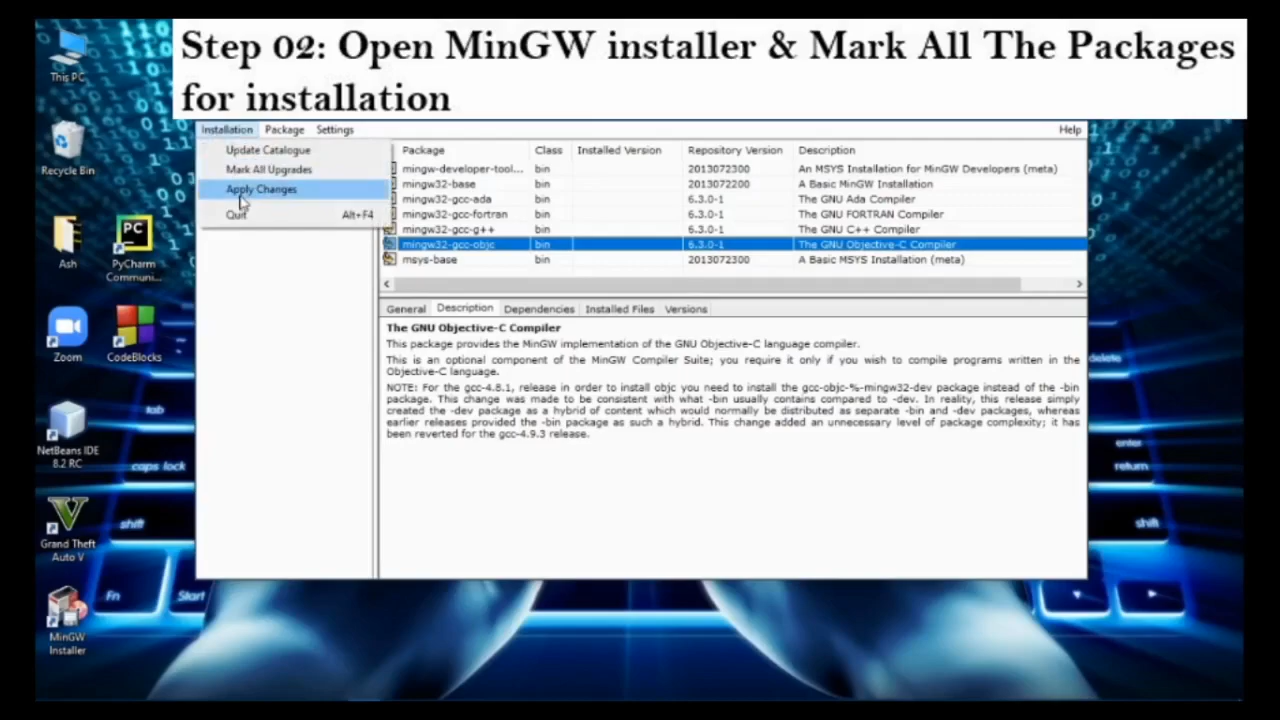 Step 02: Open MinGW installer & Mark All The Packages
for installation
This PC
Recycle Bin
Ash
PyCharm
Communi...
Zoom
CodeBlocks
NetBeans IDE
8.2 RC
Grand Theft
Auto V
MinGW
Installer
Installation Package Settings Help
Update Catalogue
Mark All Upgrades
Apply Changes
Quit Alt+F4
Package Class Installed Version Repository Version Description
mingw-developer-tool... bin 2013072300 An MSYS Installation for MinGW Developers (meta)
mingw32-base bin 2013072200 A Basic MinGW Installation
mingw32-gcc-ada bin 6.3.0-1 The GNU Ada Compiler
mingw32-gcc-fortran bin 6.3.0-1 The GNU FORTRAN Compiler
mingw32-gcc-g++ bin 6.3.0-1 The GNU C++ Compiler
mingw32-gcc-objc bin 6.3.0-1 The GNU Objective-C Compiler
msys-base bin 2013072300 A Basic MSYS Installation (meta)
General Description Dependencies Installed Files Versions
The GNU Objective-C Compiler
This package provides the MinGW implementation of the GNU Objective-C language compiler.
This is an optional component of the MinGW Compiler Suite; you require it only if you wish to compile programs written in the
Objective-C language.
NOTE: For the gcc-4.8.1, release in order to install objc you need to install the gcc-objc-%-mingw32-dev package instead of the -bin
package. This change was made to be consistent with what -bin usually contains compared to -dev. In reality, this release simply
created the -dev package as a hybrid of content which would normally be distributed as separate -bin and -dev packages, whereas
earlier releases provided the -bin package as such a hybrid. This change added an unnecessary level of package complexity; it has
been reverted for the gcc-4.9.3 release.
tab
caps lock
shift
Fn Start
delete
enter
return
shift